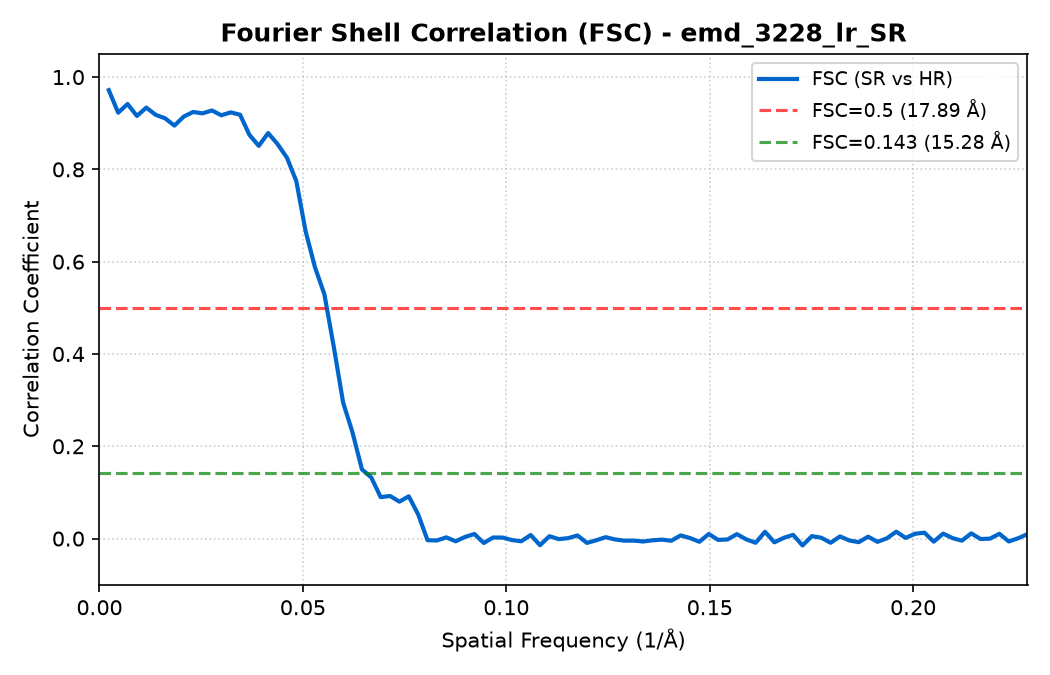 Fourier Shell Correlation (FSC) - emd_3228_lr_SR
FSC (SR vs HR)
FSC=0.5 (17.89 Å)
FSC=0.143 (15.28 Å)
Correlation Coefficient
1.0
0.8
0.6
0.4
0.2
0.0
0.00 0.05 0.10 0.15 0.20
Spatial Frequency (1/Å)